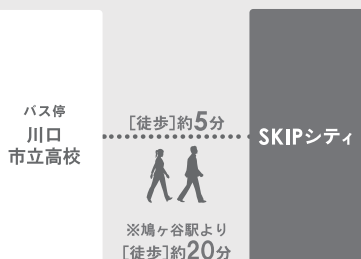 バス停
川口
市立高校
[徒歩]約5分
SKIPシティ
※鳩ヶ谷駅より
[徒歩]約20分